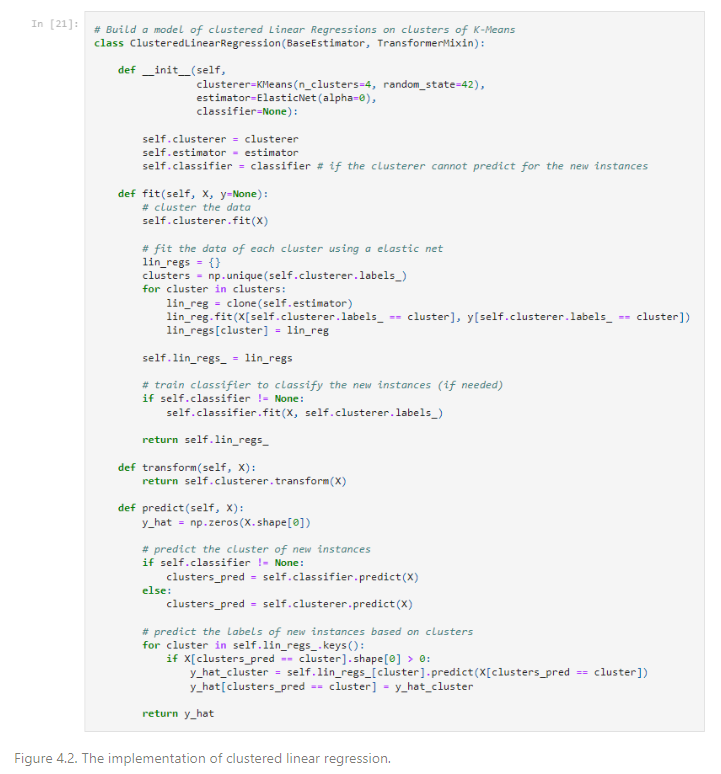 In [21]:
# Build a model of clustered Linear Regressions on clusters of K-Means
class ClusteredLinearRegression(BaseEstimator, TransformerMixin):
def __init__(self,
clusterer=KMeans(n_clusters=4, random_state=42),
estimator=ElasticNet(alpha=0),
classifier=None):
self.clusterer = clusterer
self.estimator = estimator
self.classifier = classifier # if the clusterer cannot predict for the new instances
def fit(self, X, y=None):
# cluster the data
self.clusterer.fit(X)
# fit the data of each cluster using a elastic net
lin_regs = {}
clusters = np.unique(self.clusterer.labels_)
for cluster in clusters:
lin_reg = clone(self.estimator)
lin_reg.fit(X[self.clusterer.labels_ == cluster], y[self.clusterer.labels_ == cluster])
lin_regs[cluster] = lin_reg
self.lin_regs_ = lin_regs
# train classifier to classify the new instances (if needed)
if self.classifier != None:
self.classifier.fit(X, self.clusterer.labels_)
return self.lin_regs_
def transform(self, X):
return self.clusterer.transform(X)
def predict(self, X):
y_hat = np.zeros(X.shape[0])
# predict the cluster of new instances
if self.classifier != None:
clusters_pred = self.classifier.predict(X)
else:
clusters_pred = self.clusterer.predict(X)
# predict the labels of new instances based on clusters
for cluster in self.lin_regs_.keys():
if X[clusters_pred == cluster].shape[0] > 0:
y_hat_cluster = self.lin_regs_[cluster].predict(X[clusters_pred == cluster])
y_hat[clusters_pred == cluster] = y_hat_cluster
return y_hat
Figure 4.2. The implementation of clustered linear regression.